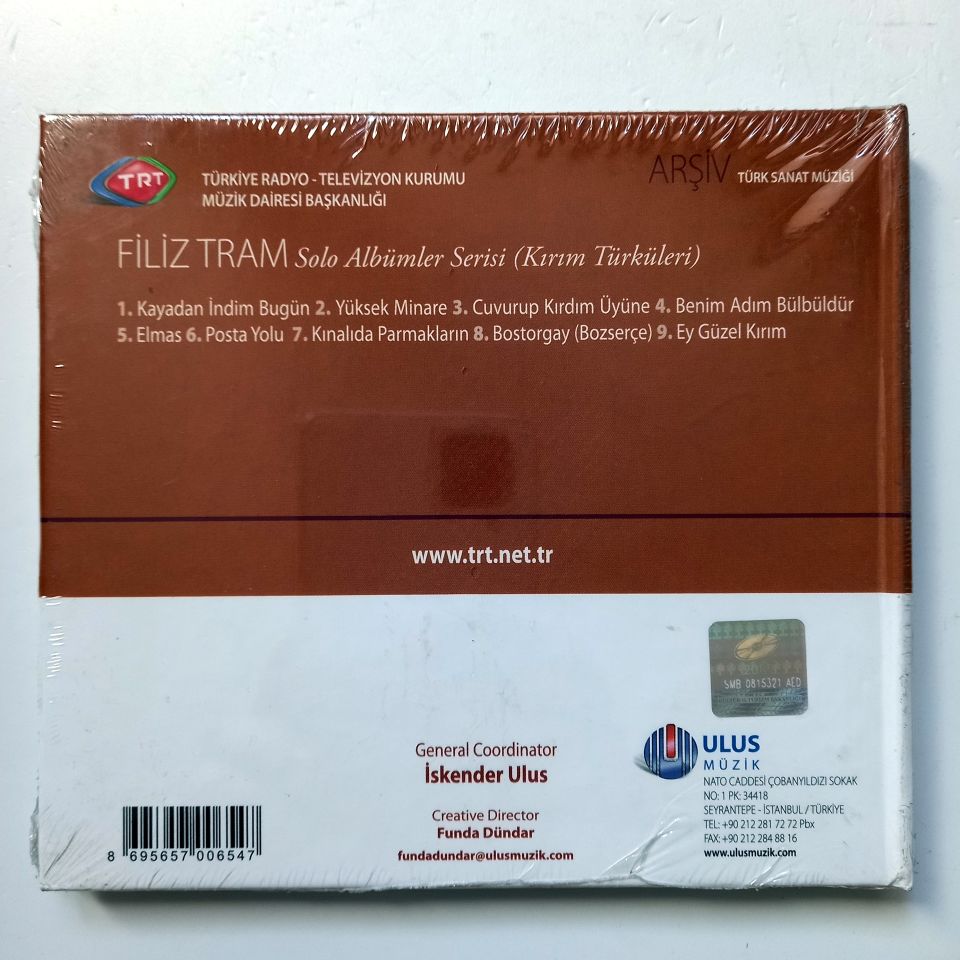 TRT
TÜRKİYE RADYO - TELEVİZYON KURUMU
MÜZİK DAİRESİ BAŞKANLIĞI
ARŞİV TÜRK SANAT MÜZİĞİ
FİLİZ TRAM Solo Albümler Serisi (Kırım Türküleri)
1. Kayadan İndim Bugün 2. Yüksek Minare 3. Cuvurup Kırdım Üyüne 4. Benim Adım Bülbüldür
5. Elmas 6. Posta Yolu 7. Kınalıda Parmakların 8. Bostorgay (Bozserçe) 9. Ey Güzel Kırım
www.trt.net.tr
SMB 0815321 AED
General Coordinator
İskender Ulus
Creative Director
Funda Dündar
fundadundar@ulusmuzik.com
ULUS
MÜZİK
NATO CADDESİ ÇOBANYILDIZI SOKAK
NO: 1 PK: 34418
SEYRANTEPE - İSTANBUL / TÜRKİYE
TEL: +90 212 281 72 72 Pbx
FAX: +90 212 284 88 16
www.ulusmuzik.com
8 695657 006547